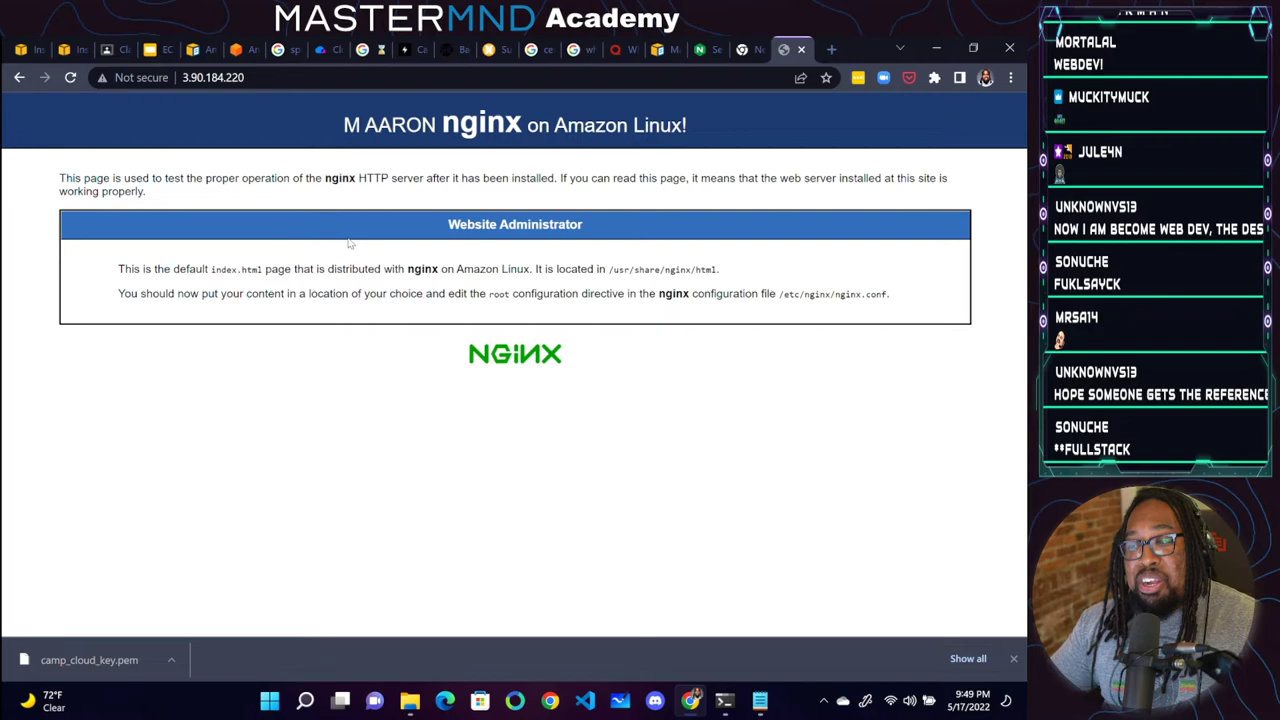 MASTERMND Academy
Not secure | 3.90.184.220
M AARON nginx on Amazon Linux!
This page is used to test the proper operation of the nginx HTTP server after it has been installed. If you can read this page, it means that the web server installed at this site is
working properly.
Website Administrator
This is the default index.html page that is distributed with nginx on Amazon Linux. It is located in /usr/share/nginx/html.
You should now put your content in a location of your choice and edit the root configuration directive in the nginx configuration file /etc/nginx/nginx.conf.
NGINX
MORTALAL
WEBDEV!
MUCKITYMUCK
JULE4N
UNKNOWNVS13
NOW I AM BECOME WEB DEV, THE DES
SONUCHE
FUKLSAYCK
MRSA14
UNKNOWNVS13
HOPE SOMEONE GETS THE REFERENCE
SONUCHE
**FULLSTACK
camp_cloud_key.pem
Show all
72°F
Clear
9:49 PM
5/17/2022